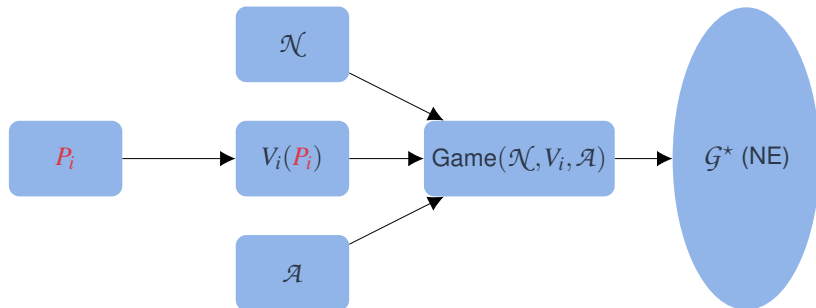 𝒩
P_i
V_i(P_i)
Game(𝒩, V_i, 𝒜)
𝒢⋆ (NE)
𝒜